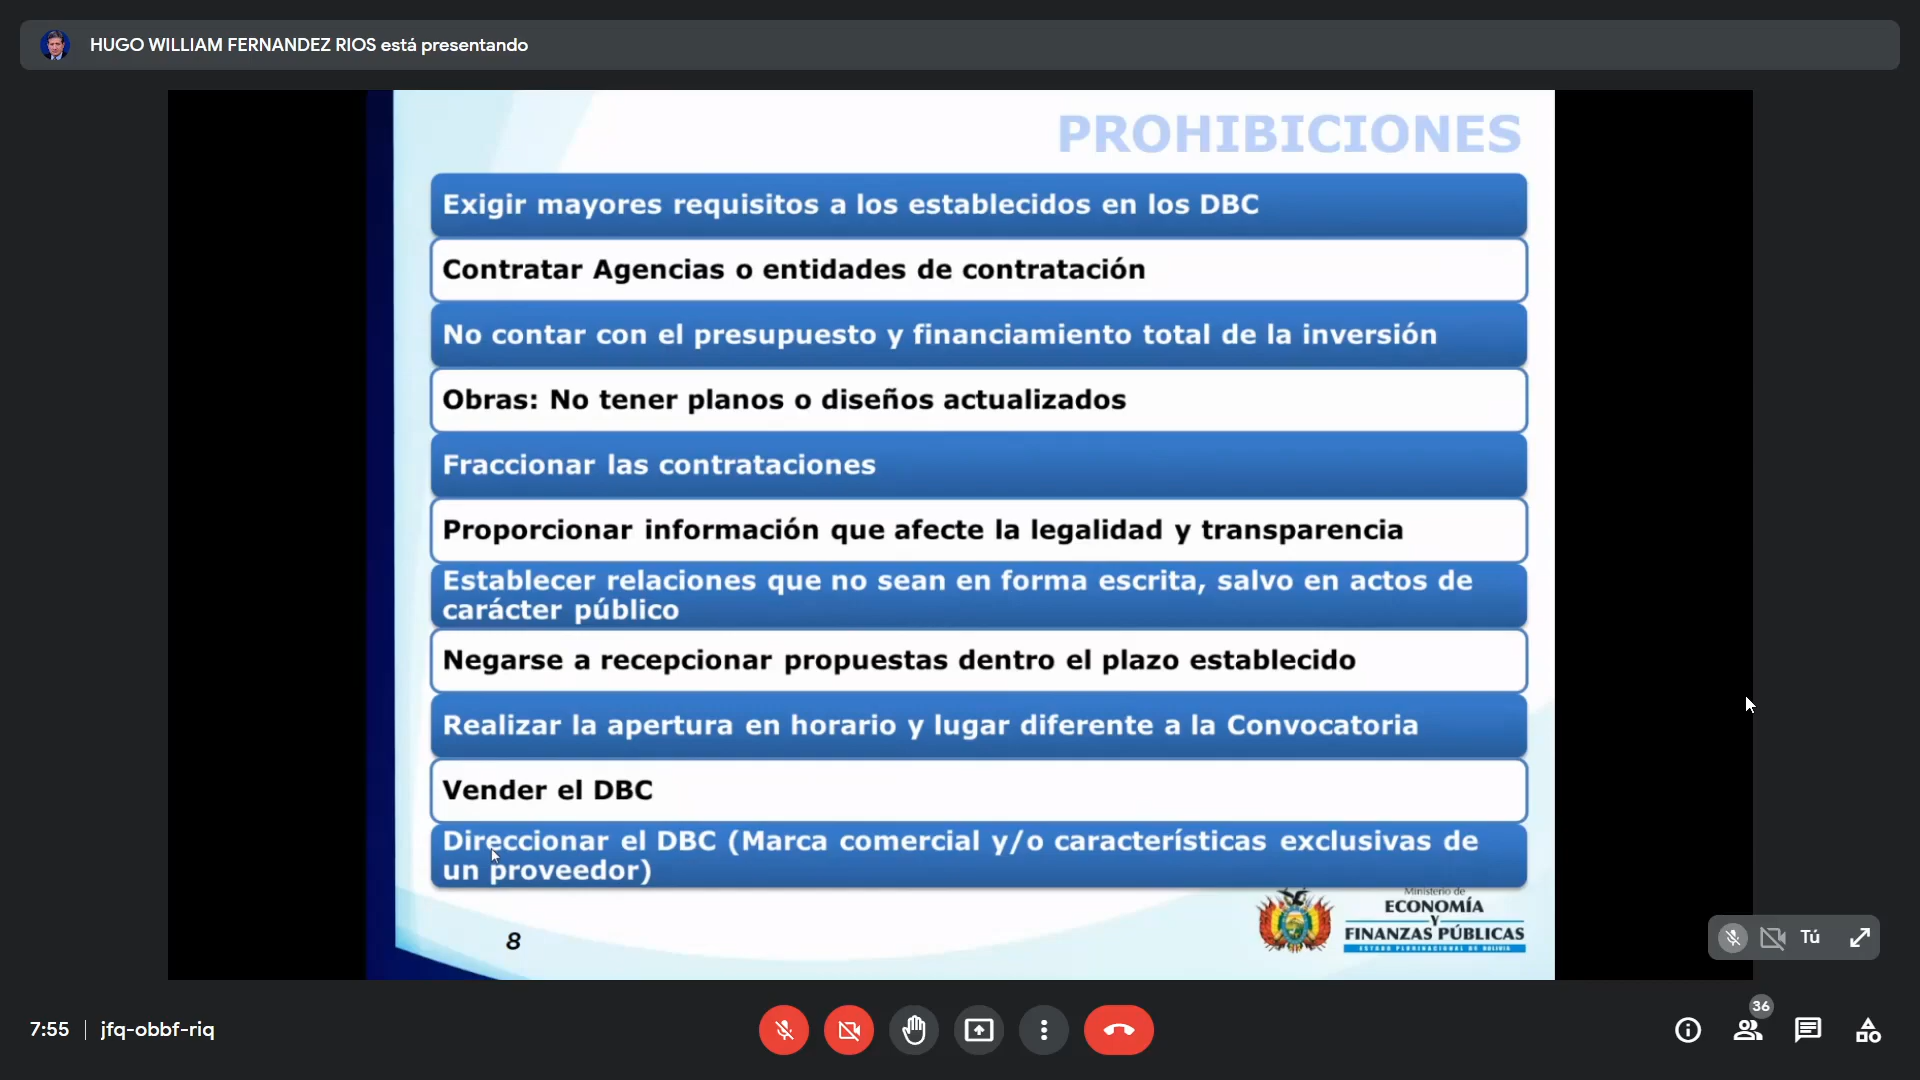 HUGO WILLIAM FERNANDEZ RIOS está presentando
PROHIBICIONES
Exigir mayores requisitos a los establecidos en los DBC
Contratar Agencias o entidades de contratación
No contar con el presupuesto y financiamiento total de la inversión
Obras: No tener planos o diseños actualizados
Fraccionar las contrataciones
Proporcionar información que afecte la legalidad y transparencia
Establecer relaciones que no sean en forma escrita, salvo en actos de
carácter público
Negarse a recepcionar propuestas dentro el plazo establecido
Realizar la apertura en horario y lugar diferente a la Convocatoria
Vender el DBC
Direccionar el DBC (Marca comercial y/o características exclusivas de
un proveedor)
Ministerio de
ECONOMÍA
Y
FINANZAS PÚBLICAS
ESTADO PLURINACIONAL DE BOLIVIA
8
Tú
7:55 | jfq-obbf-riq
36